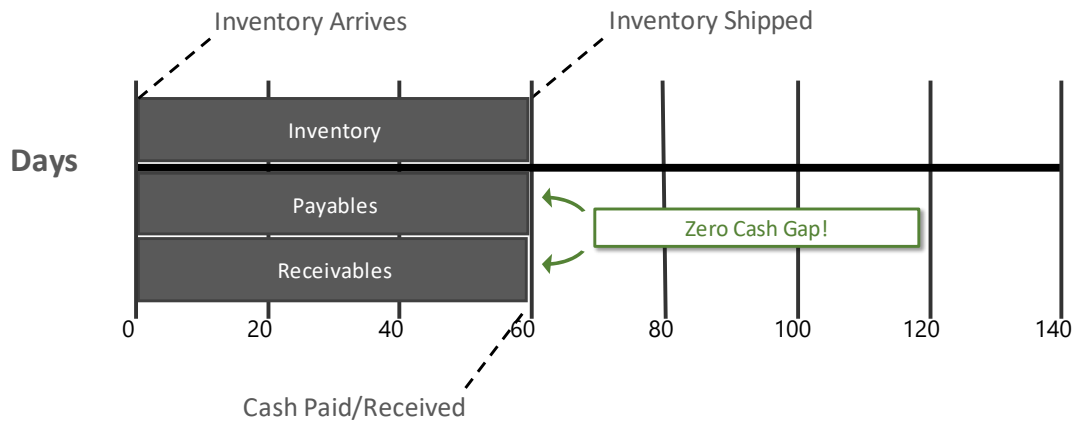 Inventory Arrives
Inventory Shipped
Inventory
Days
Payables
Zero Cash Gap!
Receivables
0 20 40 60 80 100 120 140
Cash Paid/Received